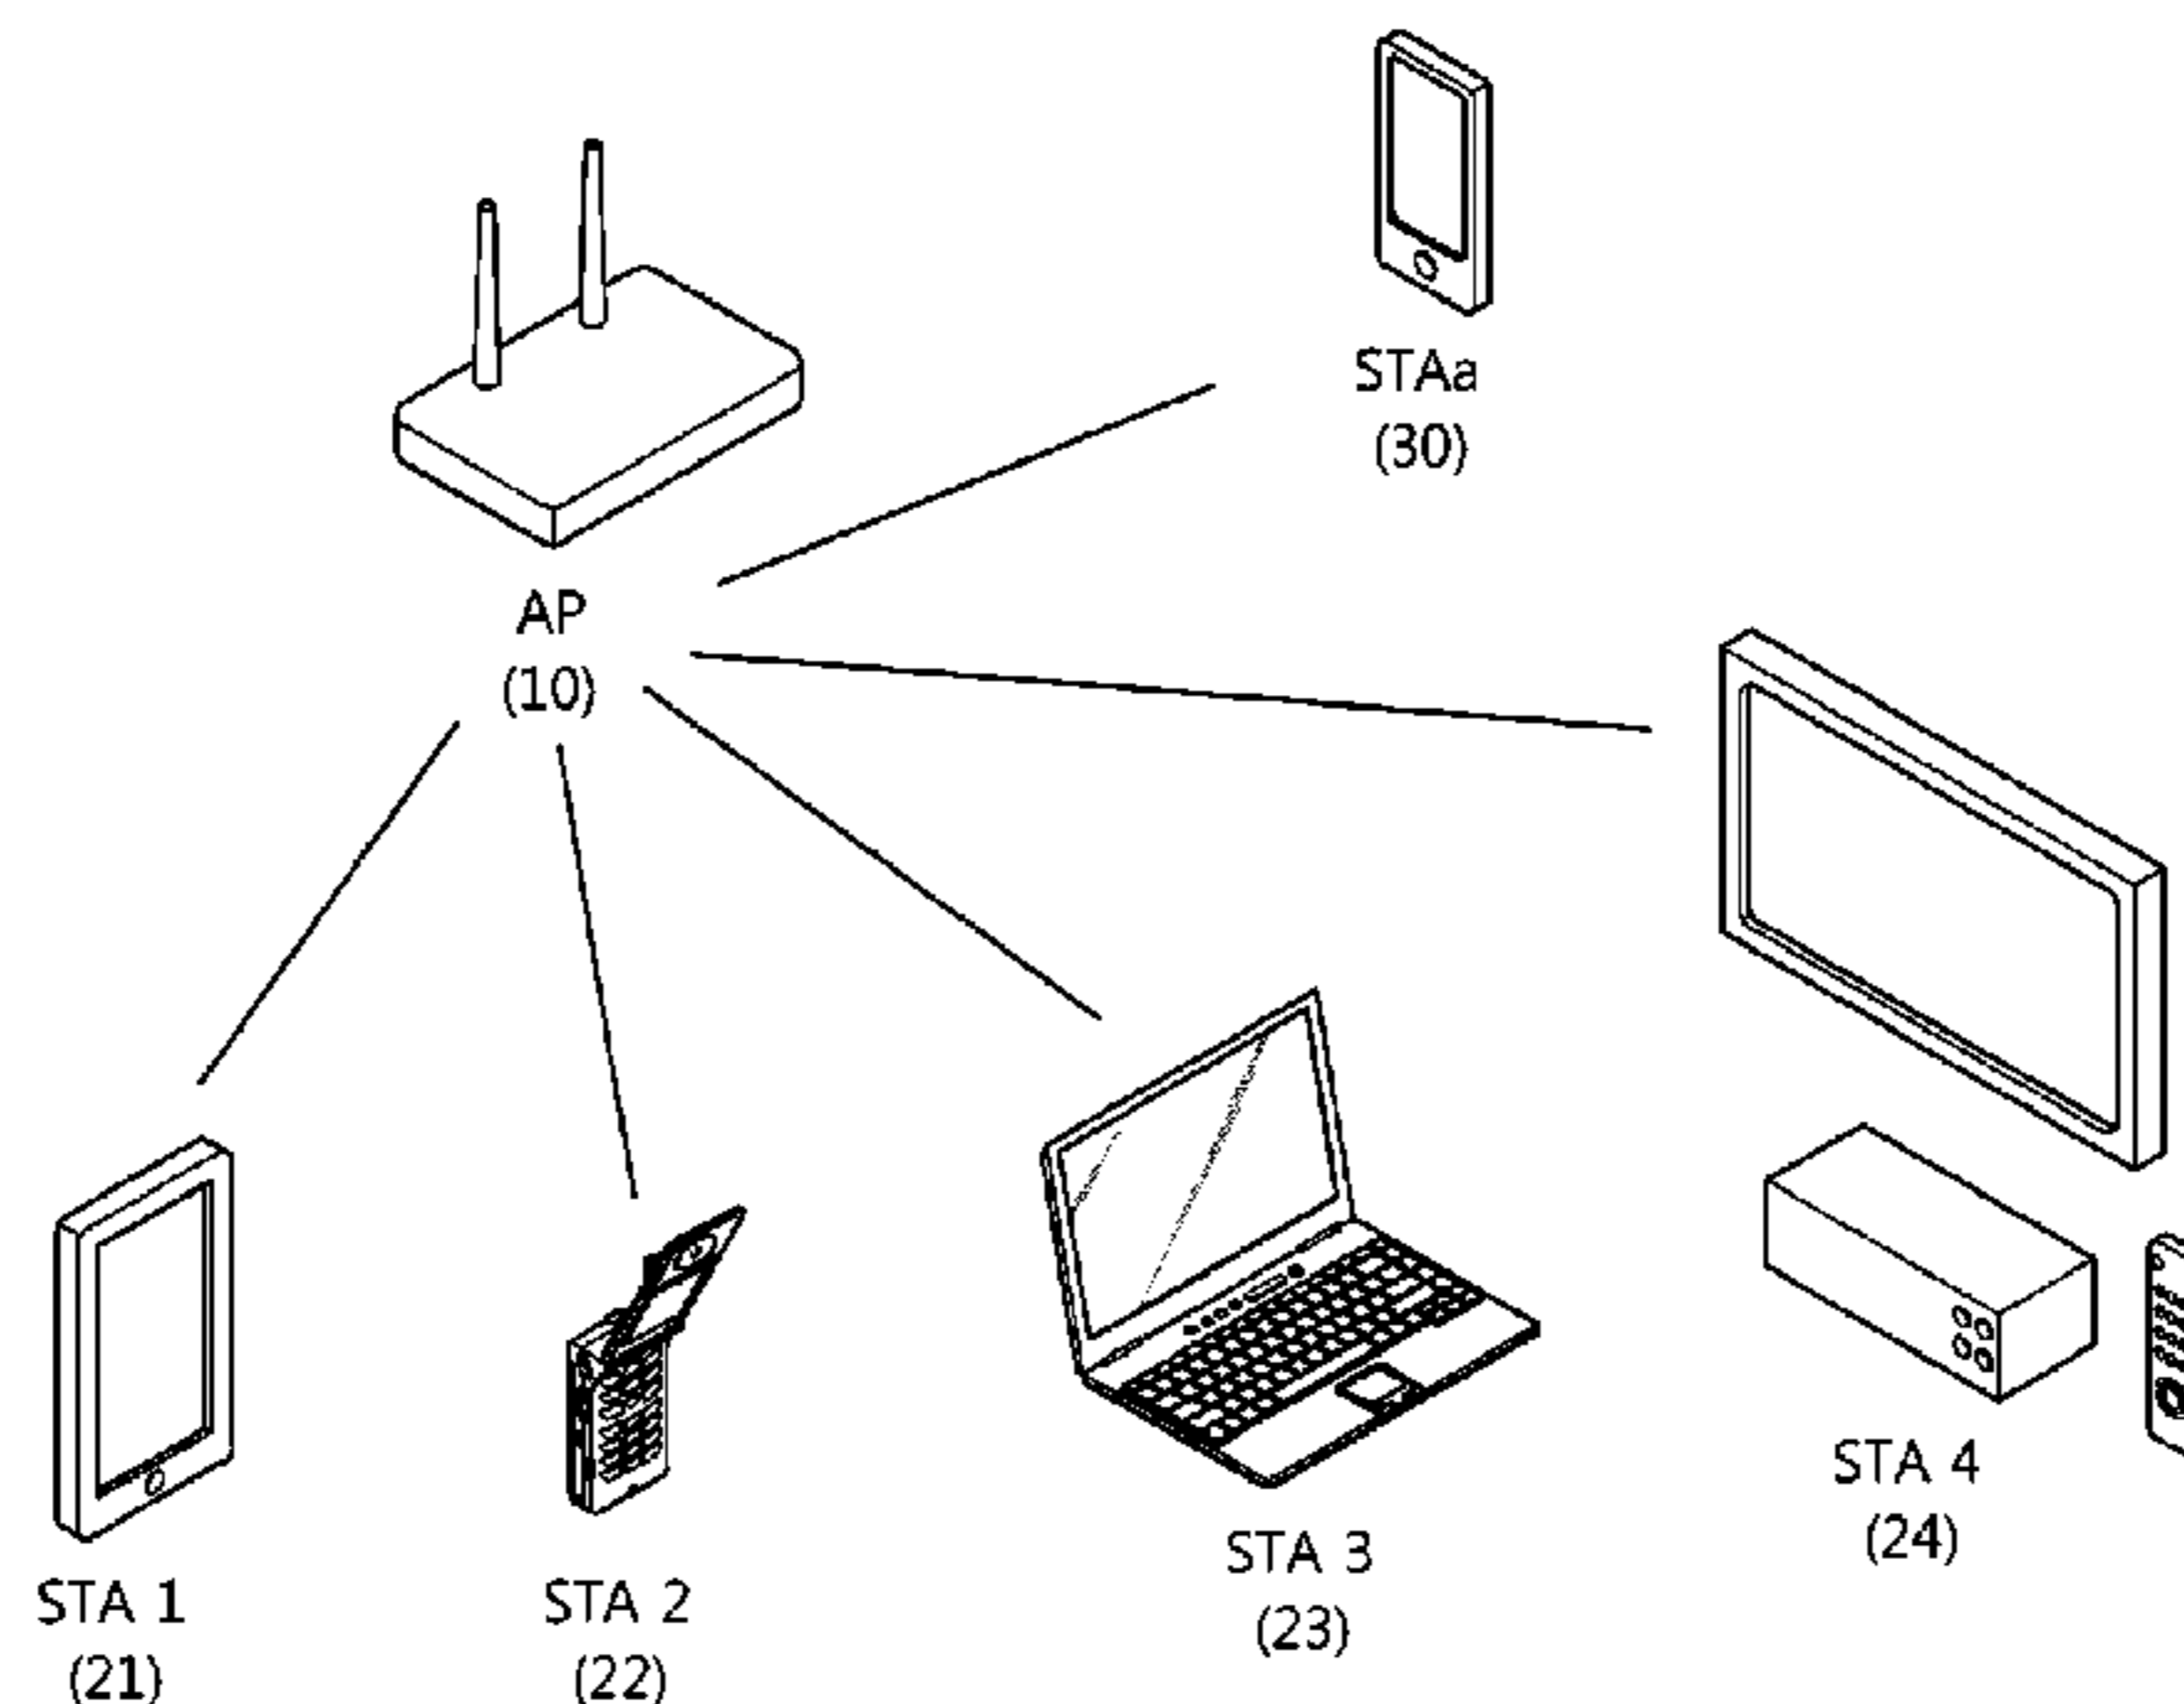 STAa
(30)
AP
(10)
STA 4
(24)
STA 3
(23)
STA 1
(21)
STA 2
(22)